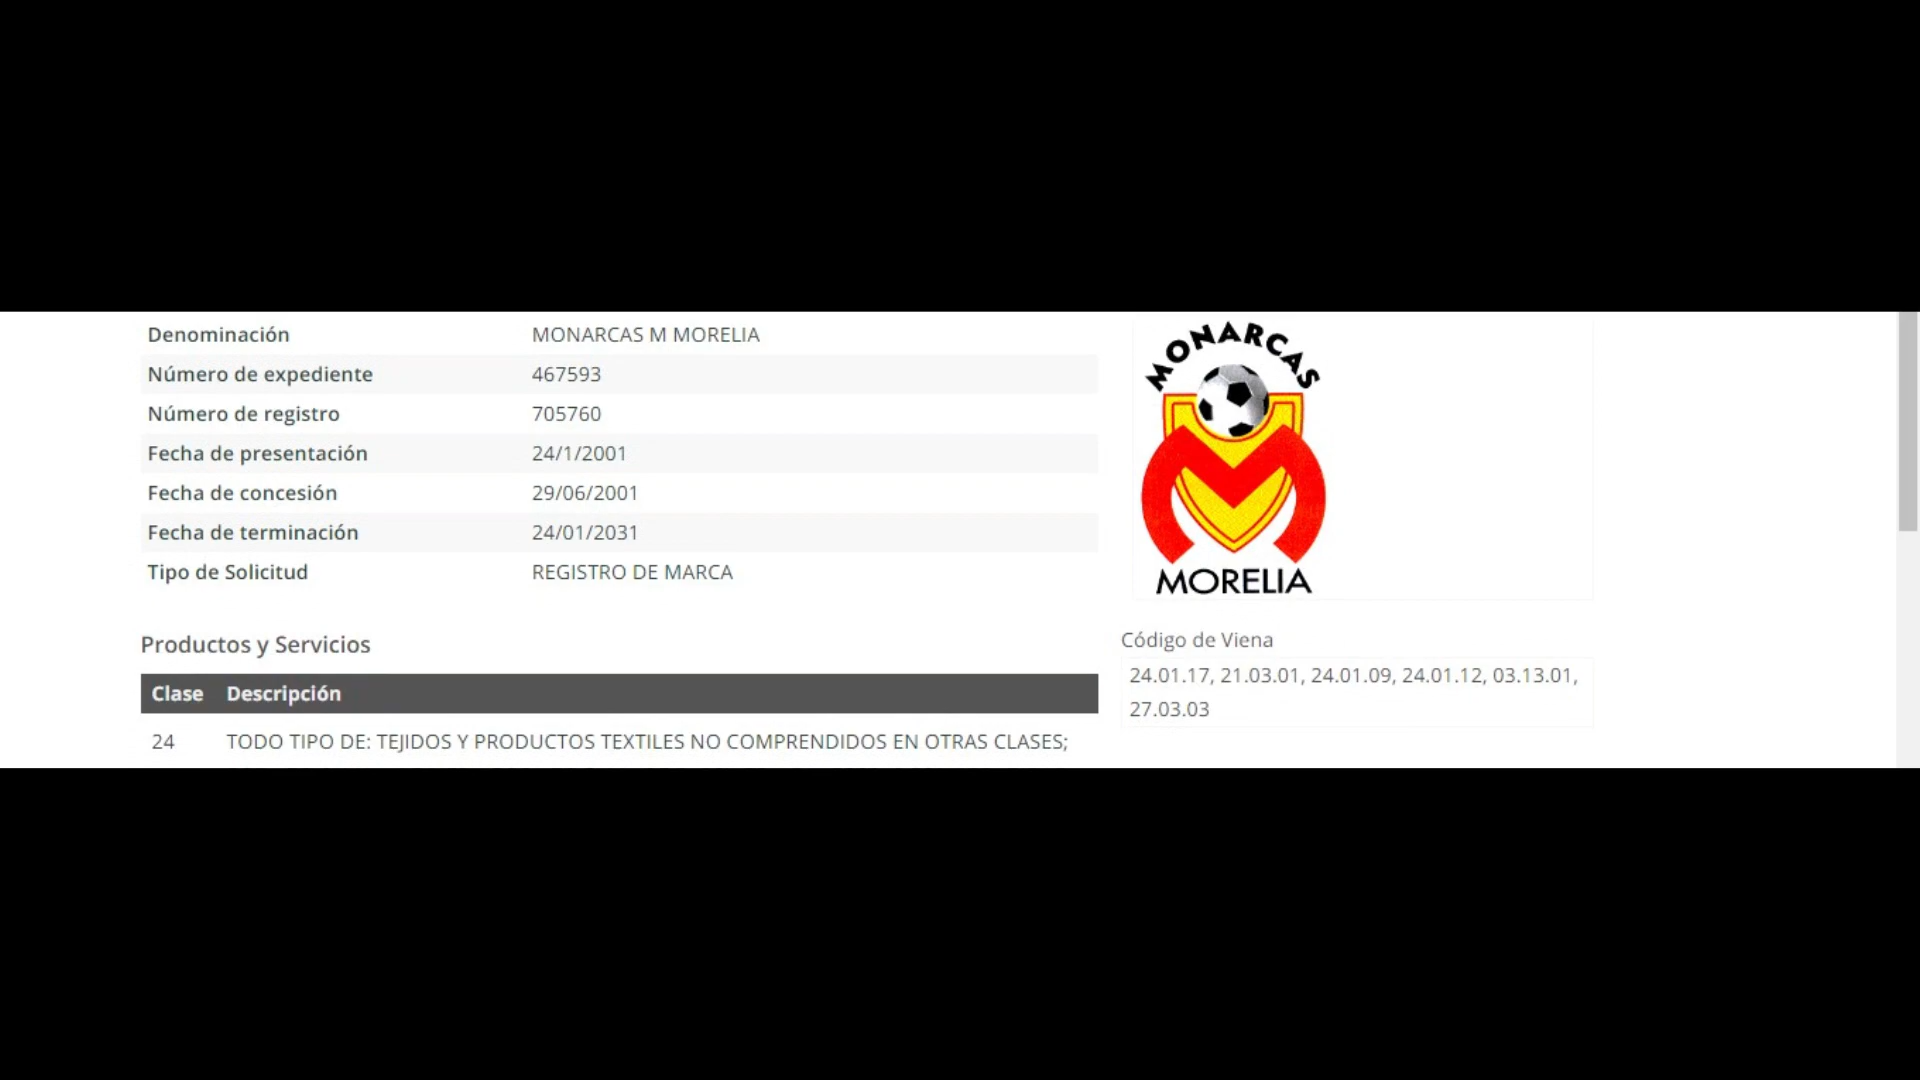 Denominación MONARCAS M MORELIA
Número de expediente 467593
Número de registro 705760
Fecha de presentación 24/1/2001
Fecha de concesión 29/06/2001
Fecha de terminación 24/01/2031
Tipo de Solicitud REGISTRO DE MARCA
MONARCAS
MORELIA
Productos y Servicios
Clase Descripción
24 TODO TIPO DE: TEJIDOS Y PRODUCTOS TEXTILES NO COMPRENDIDOS EN OTRAS CLASES;
Código de Viena
24.01.17, 21.03.01, 24.01.09, 24.01.12, 03.13.01,
27.03.03